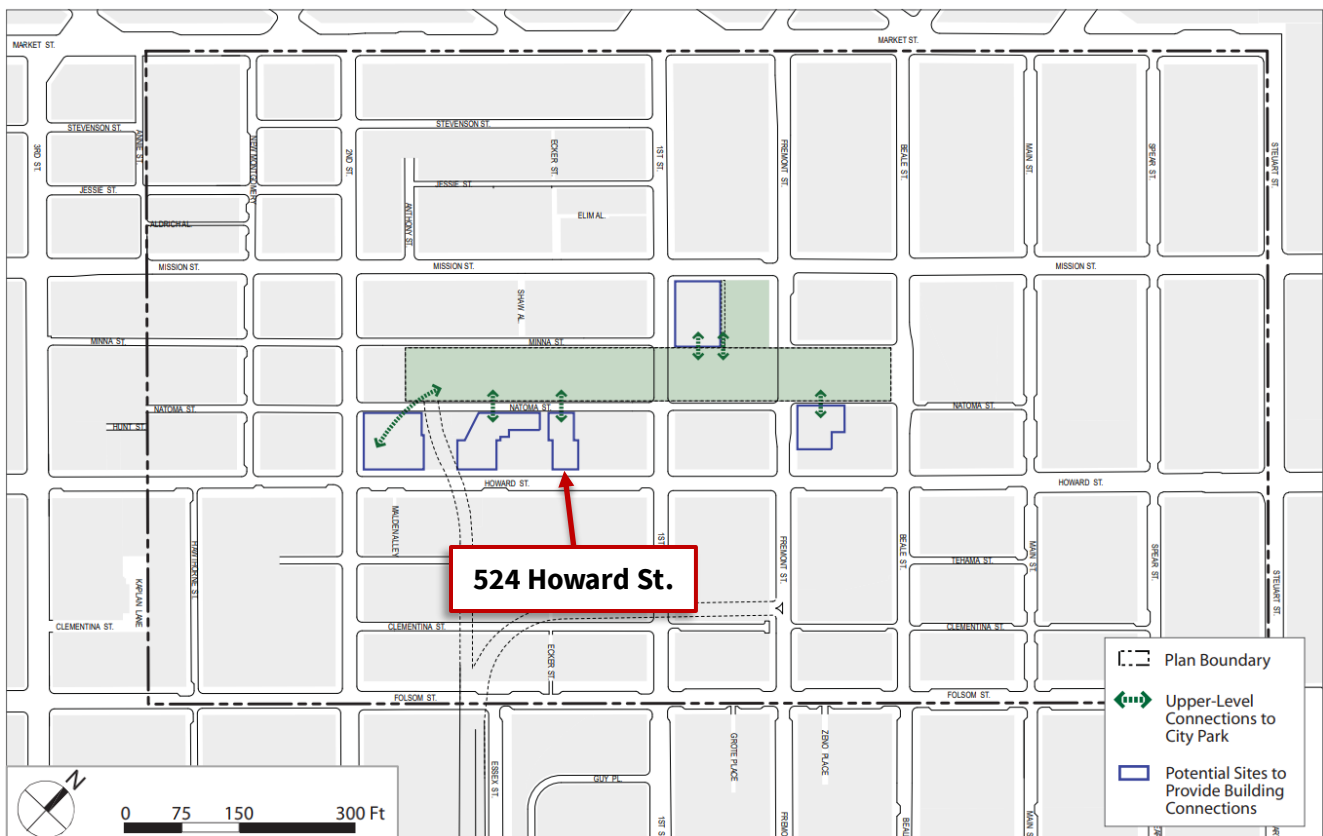 MARKET ST.
MARKET ST.
STEVENSON ST.
STEVENSON ST.
3RD ST.
ANNIE ST.
NEW MONTGOMERY
2ND ST.
ECKER ST.
1ST ST.
FREMONT ST.
BEALE ST.
MAIN ST.
SPEAR ST.
STEUART ST.
JESSIE ST.
JESSIE ST.
ANTHONY ST.
ELIM AL.
ALDRICH AL.
MISSION ST.
MISSION ST.
MISSION ST.
SHAW AL.
MINNA ST.
MINNA ST.
NATOMA ST.
NATOMA ST.
NATOMA ST.
HUNT ST.
HOWARD ST.
HOWARD ST.
MALDEN ALLEY
HAWTHORNE ST.
KAPLAN LANE
1ST
FREMONT ST.
BEALE ST.
MAIN ST.
SPEAR ST.
STEUART ST.
TEHAMA ST.
524 Howard St.
CLEMENTINA ST.
CLEMENTINA ST.
CLEMENTINA ST.
ECKER ST.
FOLSOM ST.
FOLSOM ST.
GROTE PLACE
ZENO PLACE
ESSEX ST.
GUY PL.
1ST S
FREMO
BEAL
MAIN S
Plan Boundary
Upper-Level
Connections to
City Park
Potential Sites to
Provide Building
Connections
N
0 75 150 300 Ft